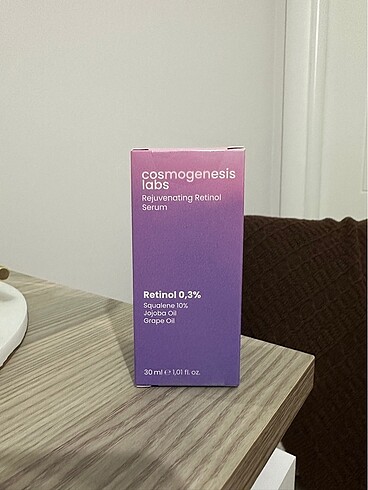 cosmogenesis
labs
Rejuvenating Retinol
Serum
Retinol 0,3%
Squalene 10%
Jojoba Oil
Grape Oil
30 ml ℮ 1,01 fl. oz.